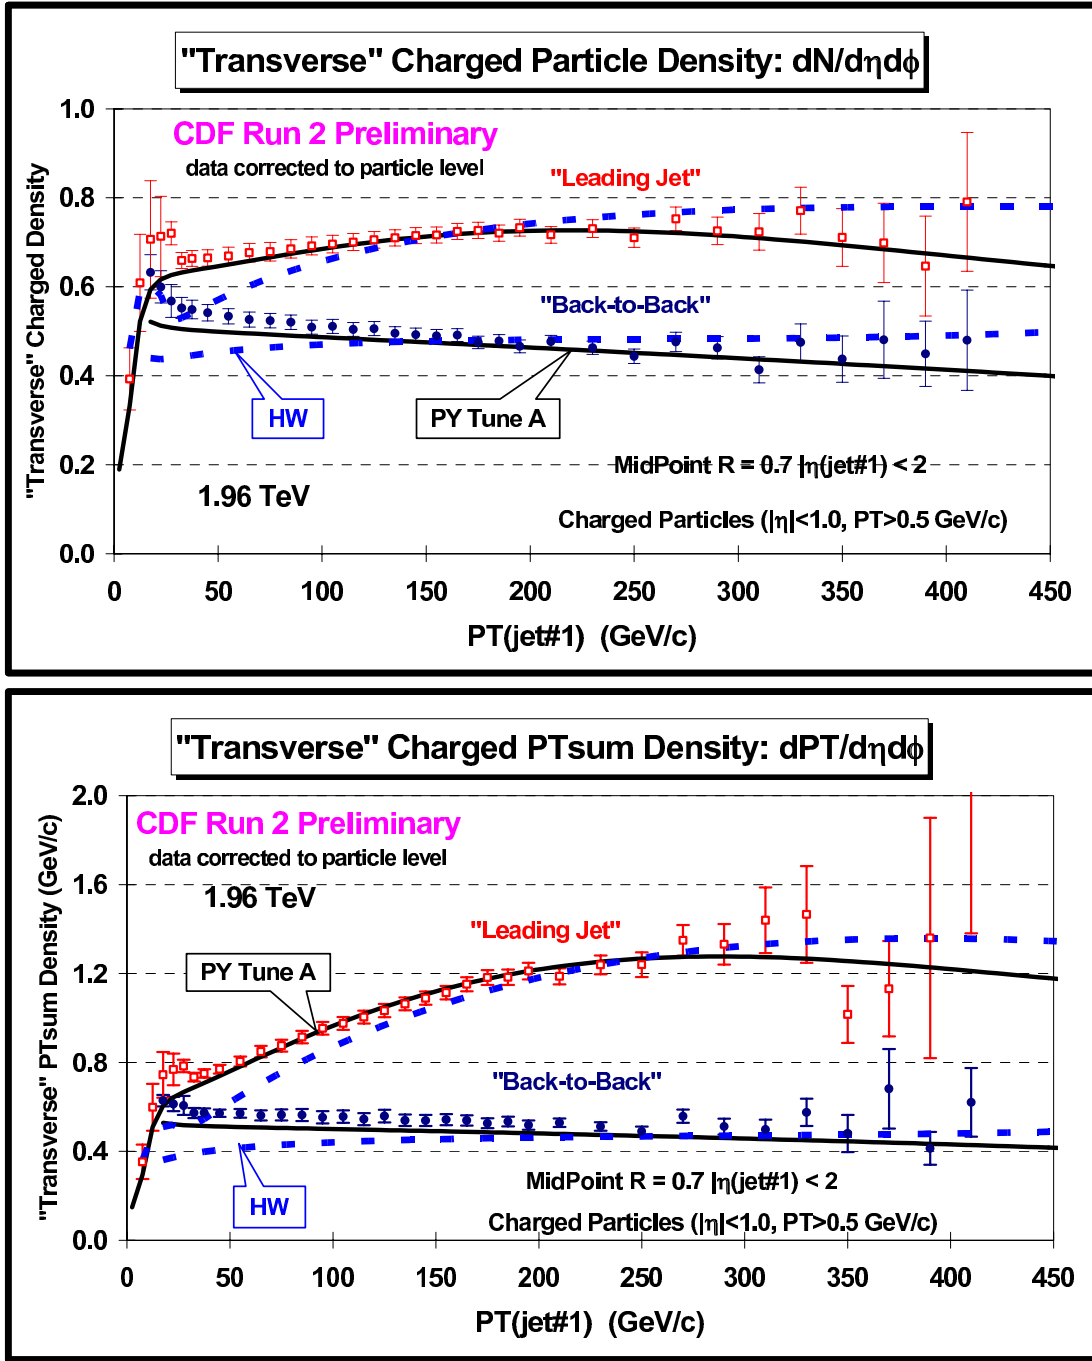 "Transverse" Charged Particle Density: dN/dηdϕ
1.0
CDF Run 2 Preliminary
data corrected to particle level
"Leading Jet"
0.8
0.6
"Back-to-Back"
0.4
HW
PY Tune A
0.2
MidPoint R = 0.7 |η(jet#1) < 2
1.96 TeV
Charged Particles (|η|<1.0, PT>0.5 GeV/c)
0.0
"Transverse" Charged Density
0 50 100 150 200 250 300 350 400 450
PT(jet#1) (GeV/c)
"Transverse" Charged PTsum Density: dPT/dηdϕ
2.0
CDF Run 2 Preliminary
data corrected to particle level
1.6
1.96 TeV
"Leading Jet"
PY Tune A
1.2
0.8
"Back-to-Back"
0.4
HW
MidPoint R = 0.7 |η(jet#1) < 2
Charged Particles (|η|<1.0, PT>0.5 GeV/c)
0.0
"Transverse" PTsum Density (GeV/c)
0 50 100 150 200 250 300 350 400 450
PT(jet#1) (GeV/c)